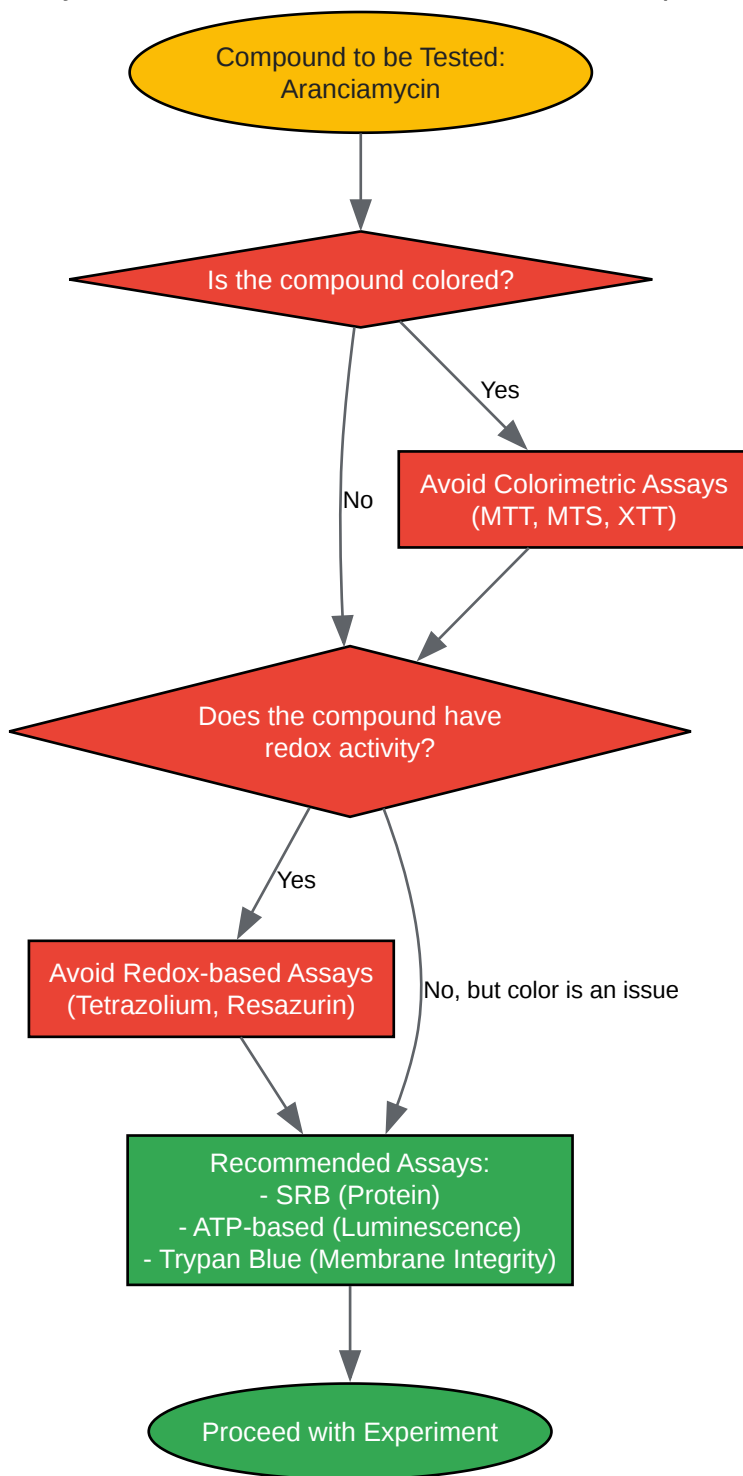 Compound to be Tested:
Aranciamycin
Is the compound colored?
Yes
Avoid Colorimetric Assays
(MTT, MTS, XTT)
No
Does the compound have
redox activity?
Yes
Avoid Redox-based Assays
(Tetrazolium, Resazurin)
No, but color is an issue
Recommended Assays:
- SRB (Protein)
- ATP-based (Luminescence)
- Trypan Blue (Membrane Integrity)
Proceed with Experiment